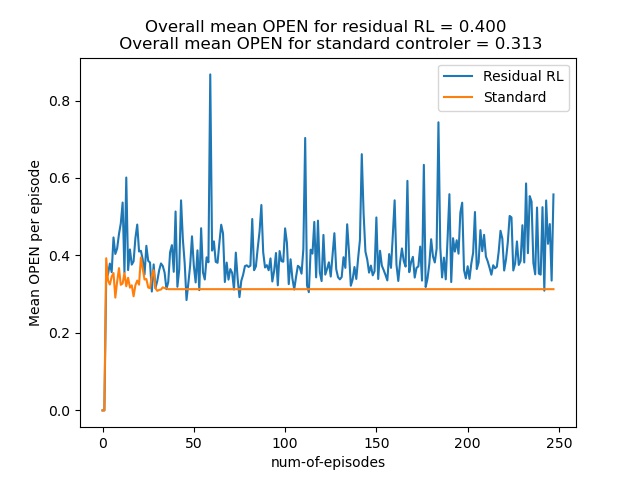 Overall mean OPEN for residual RL = 0.400
Overall mean OPEN for standard controler = 0.313
Residual RL
Standard
0.8
0.6
0.4
0.2
0.0
Mean OPEN per episode
0 50 100 150 200 250
num-of-episodes